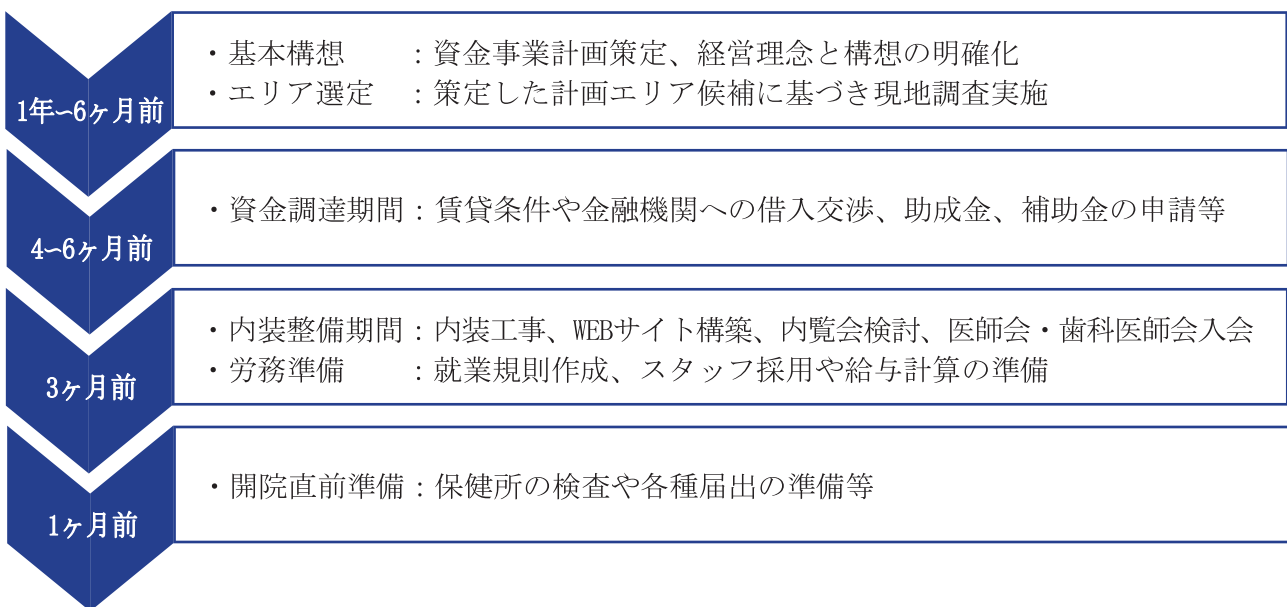 ・基本構想　　：資金事業計画策定、経営理念と構想の明確化
・エリア選定　：策定した計画エリア候補に基づき現地調査実施
1年~6ヶ月前
・資金調達期間：賃貸条件や金融機関への借入交渉、助成金、補助金の申請等
4~6ヶ月前
・内装整備期間：内装工事、WEBサイト構築、内覧会検討、医師会・歯科医師会入会
・労務準備　　：就業規則作成、スタッフ採用や給与計算の準備
3ヶ月前
・開院直前準備：保健所の検査や各種届出の準備等
1ヶ月前